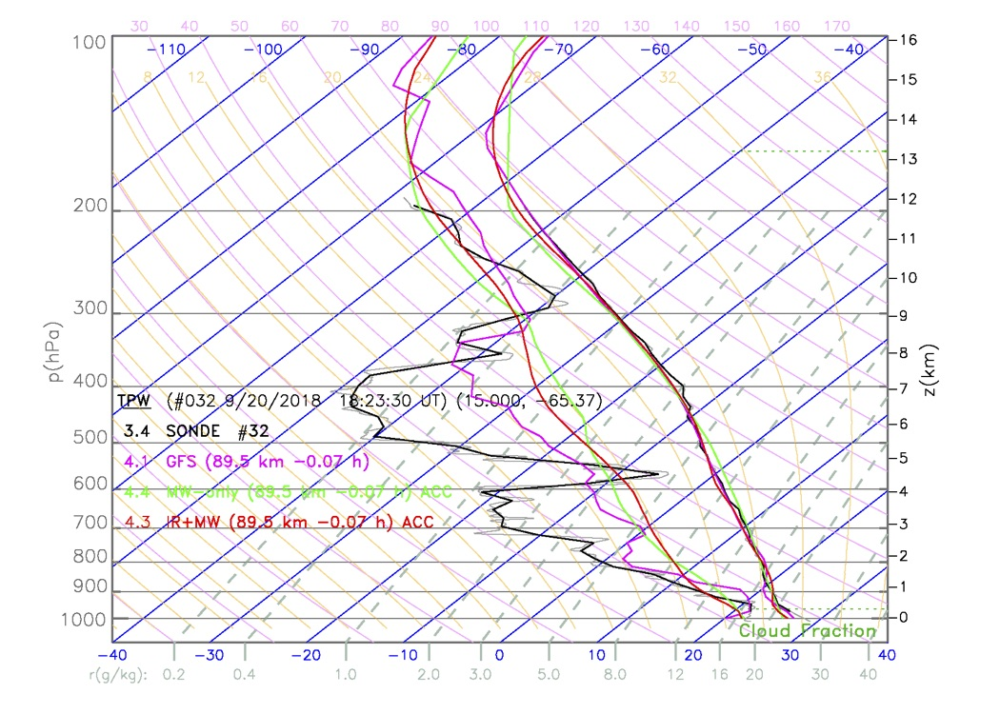 30 40 50 60 70 80 90 100 110 120 130 140 150 160 170
100 −110 −100 −90 −80 −70 −60 −50 −40 16
8 12 16 20 24 28 32 36 15
14
13
200 12
11
10
300 9
p(hPa) 8 z(km)
400 7
TPW (#032 9/20/2018 18:23:30 UT) (15.000, −65.37)
3.4 SONDE #32 6
500
4.1 GFS (89.5 km −0.07 h) 5
600 4.4 MW−only (89.5 km −0.07 h) ACC 4
700 4.3 IR+MW (89.5 km −0.07 h) ACC 3
800 2
900 1
1000 0
Cloud Fraction
−40 −30 −20 −10 0 10 20 30 40
r(g/kg): 0.2 0.4 1.0 2.0 3.0 5.0 8.0 12 16 20 30 40